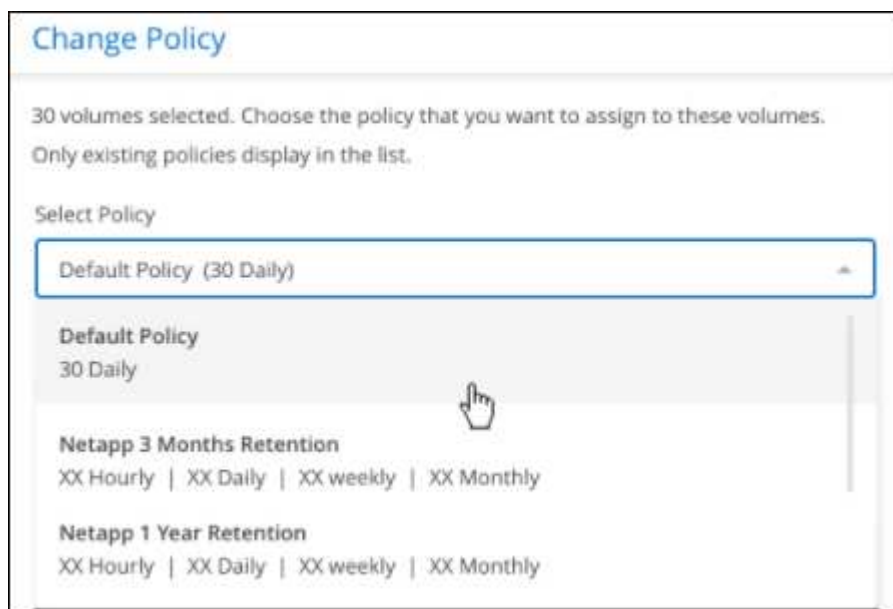 Change Policy
30 volumes selected. Choose the policy that you want to assign to these volumes.
Only existing policies display in the list.
Select Policy
Default Policy (30 Daily)
Default Policy
30 Daily
Netapp 3 Months Retention
XX Hourly | XX Daily | XX weekly | XX Monthly
Netapp 1 Year Retention
XX Hourly | XX Daily | XX weekly | XX Monthly